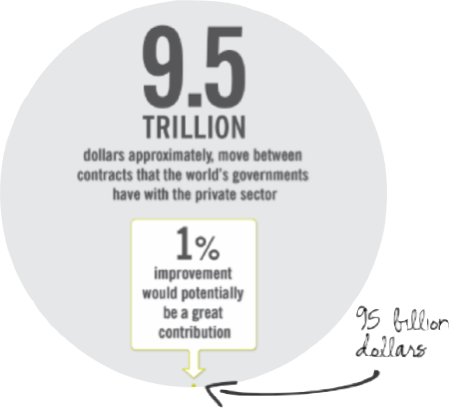 9.5
TRILLION
dollars approximately, move between
contracts that the world's governments
have with the private sector
1%
improvement
would potentially
be a great
contribution
95 billion
dollars